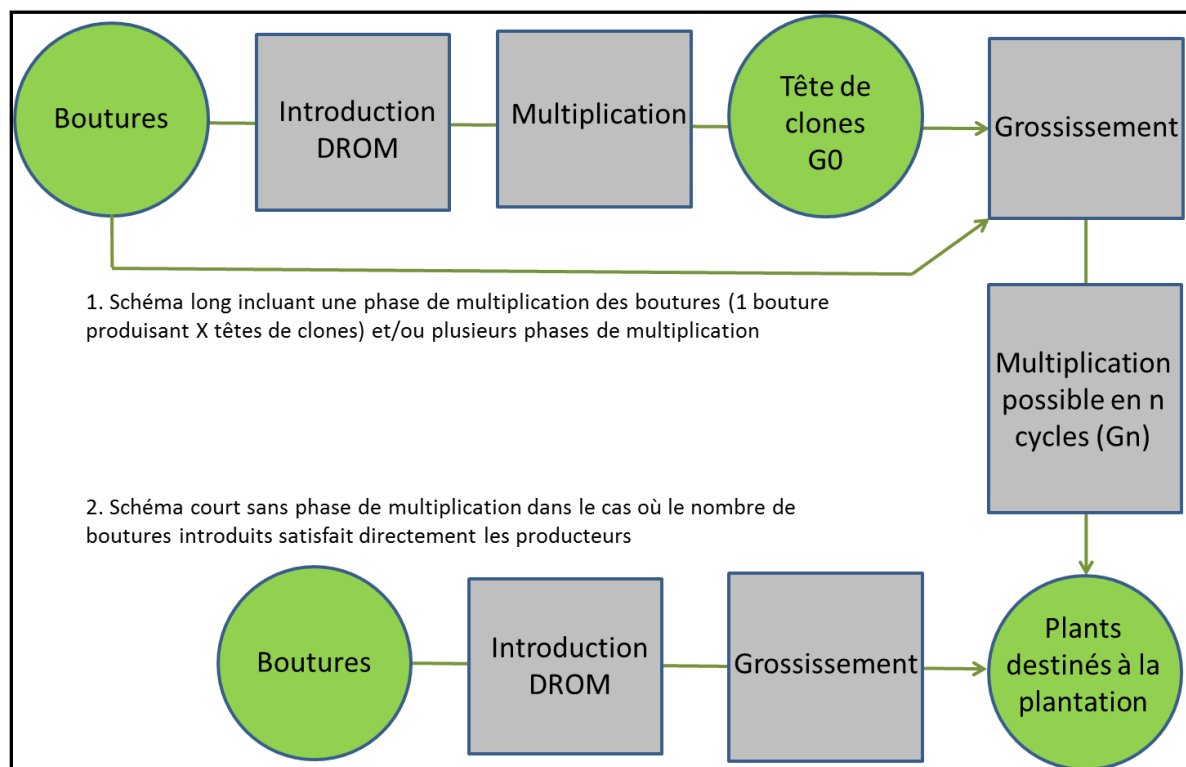 Boutures
Introduction
DROM
Multiplication
Tête de
clones
G0
Grossissement
1. Schéma long incluant une phase de multiplication des boutures (1 bouture
produisant X têtes de clones) et/ou plusieurs phases de multiplication
Multiplication
possible en n
cycles (Gn)
2. Schéma court sans phase de multiplication dans le cas où le nombre de
boutures introduits satisfait directement les producteurs
Boutures
Introduction
DROM
Grossissement
Plants
destinés à la
plantation